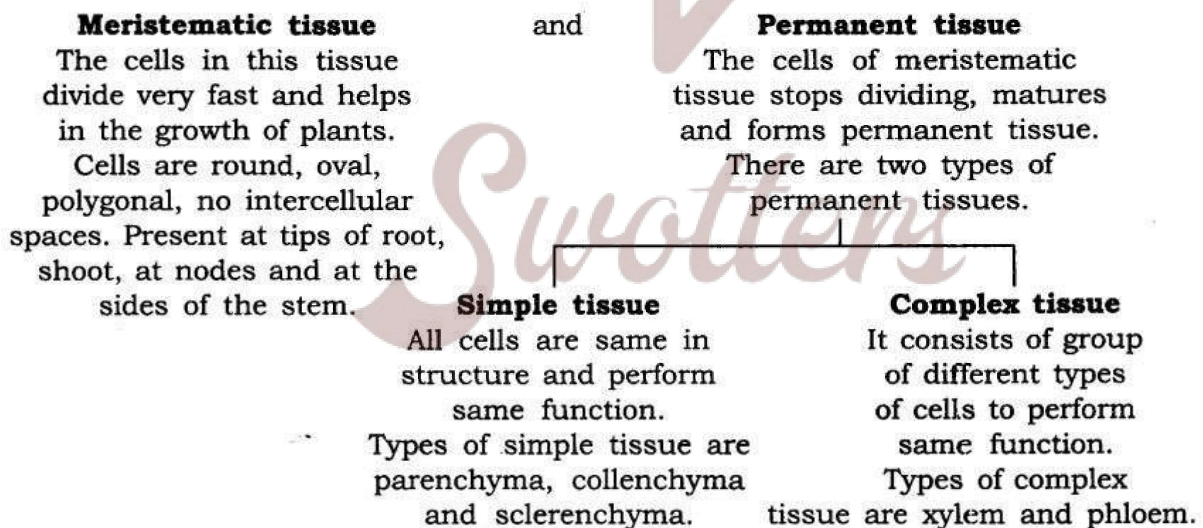 Meristematic tissue and Permanent tissue
The cells in this tissue
divide very fast and helps
in the growth of plants.
Cells are round, oval,
polygonal, no intercellular
spaces. Present at tips of root,
shoot, at nodes and at the
sides of the stem.
The cells of meristematic
tissue stops dividing, matures
and forms permanent tissue.
There are two types of
permanent tissues.
Simple tissue
All cells are same in
structure and perform
same function.
Types of simple tissue are
parenchyma, collenchyma
and sclerenchyma.
Complex tissue
It consists of group
of different types
of cells to perform
same function.
Types of complex
tissue are xylem and phloem.
Swotters